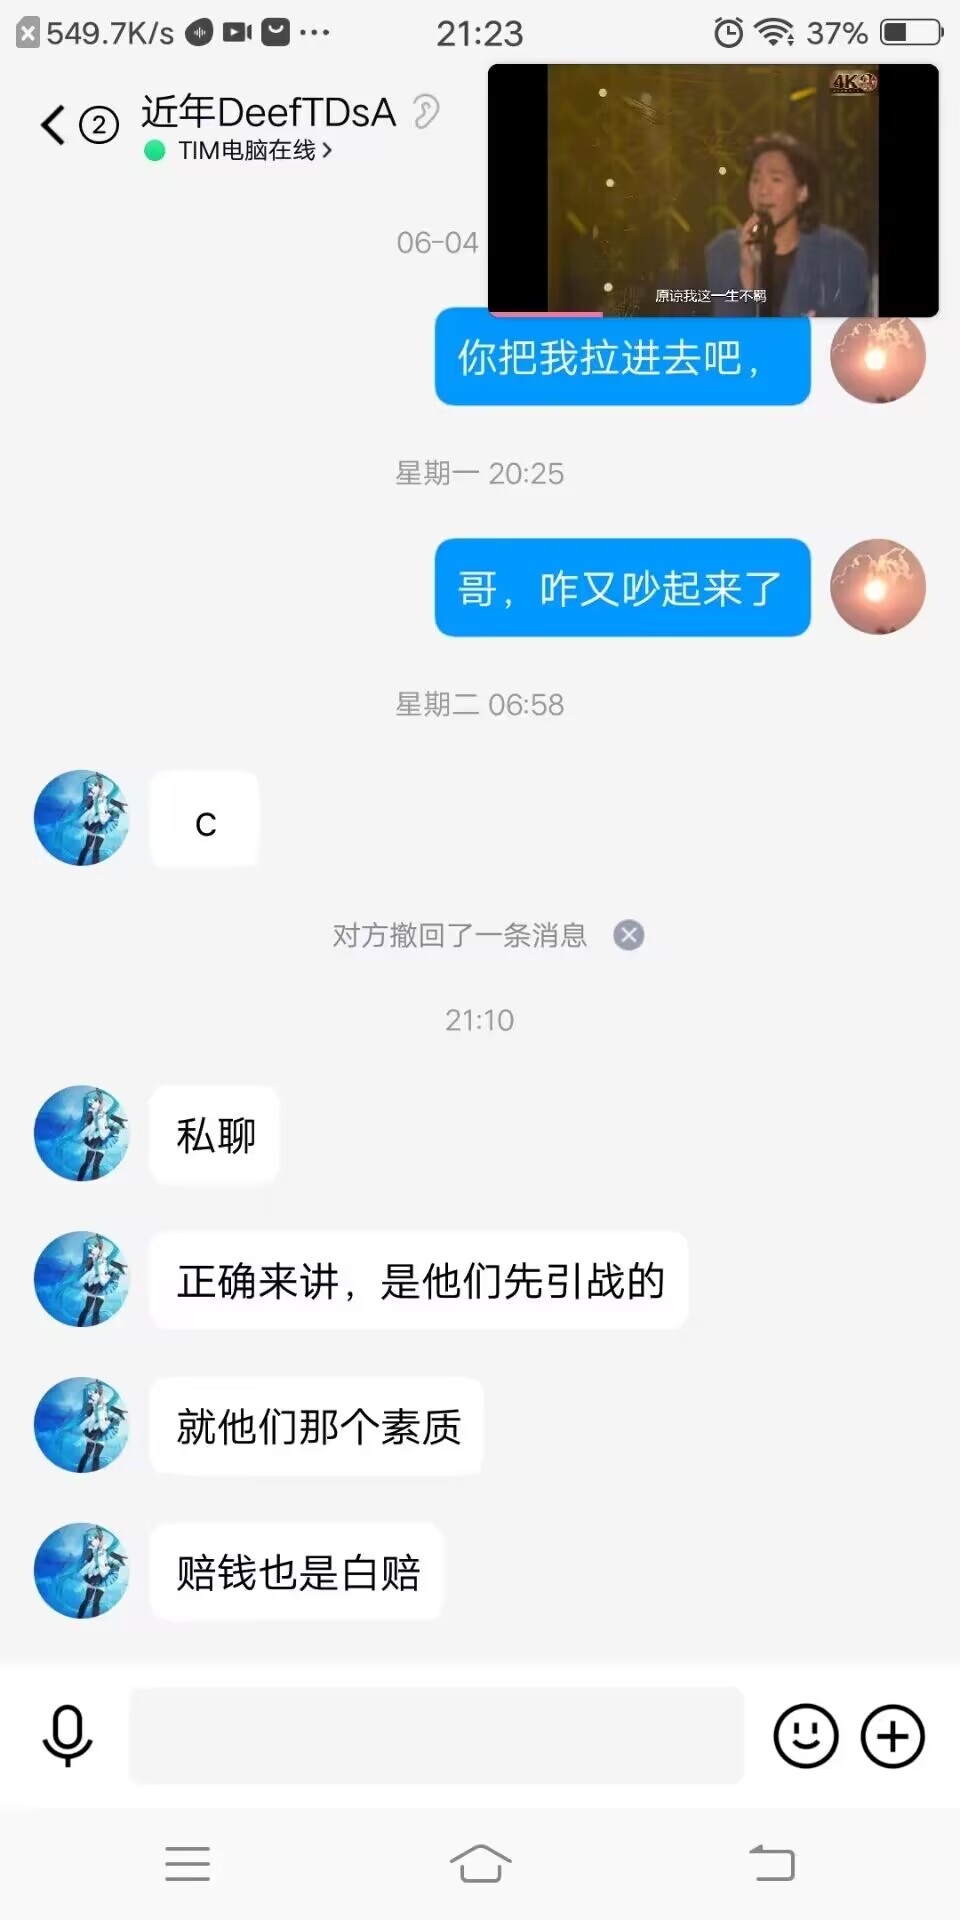 549.7K/s
21:23
37%
2
近年DeefTDsA
TIM电脑在线
4K
原谅我这一生不羁
06-04
你把我拉进去吧，
星期一 20:25
哥，咋又吵起来了
星期二 06:58
c
对方撤回了一条消息
21:10
私聊
正确来讲，是他们先引战的
就他们那个素质
赔钱也是白赔